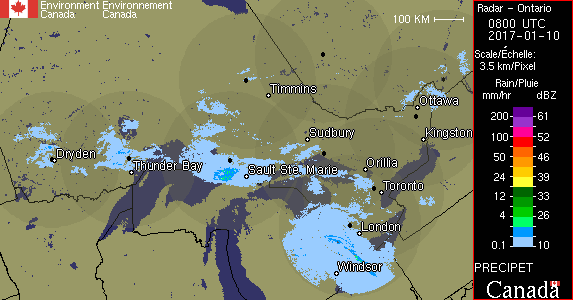 Environment Environnement
Canada Canada
100 KM
Timmins
Ottawa
Sudbury
Kingston
Dryden
Thunder Bay
Sault Ste. Marie
Orillia
Toronto
London
Windsor
Radar - Ontario
0800 UTC
2017-01-10
Scale/Échelle:
3.5 km/Pixel
Rain/Pluie
mm/hr dBZ
200 61
100 52
50 46
24 39
12 33
4 26
0.1 10
PRECIPET
Canada